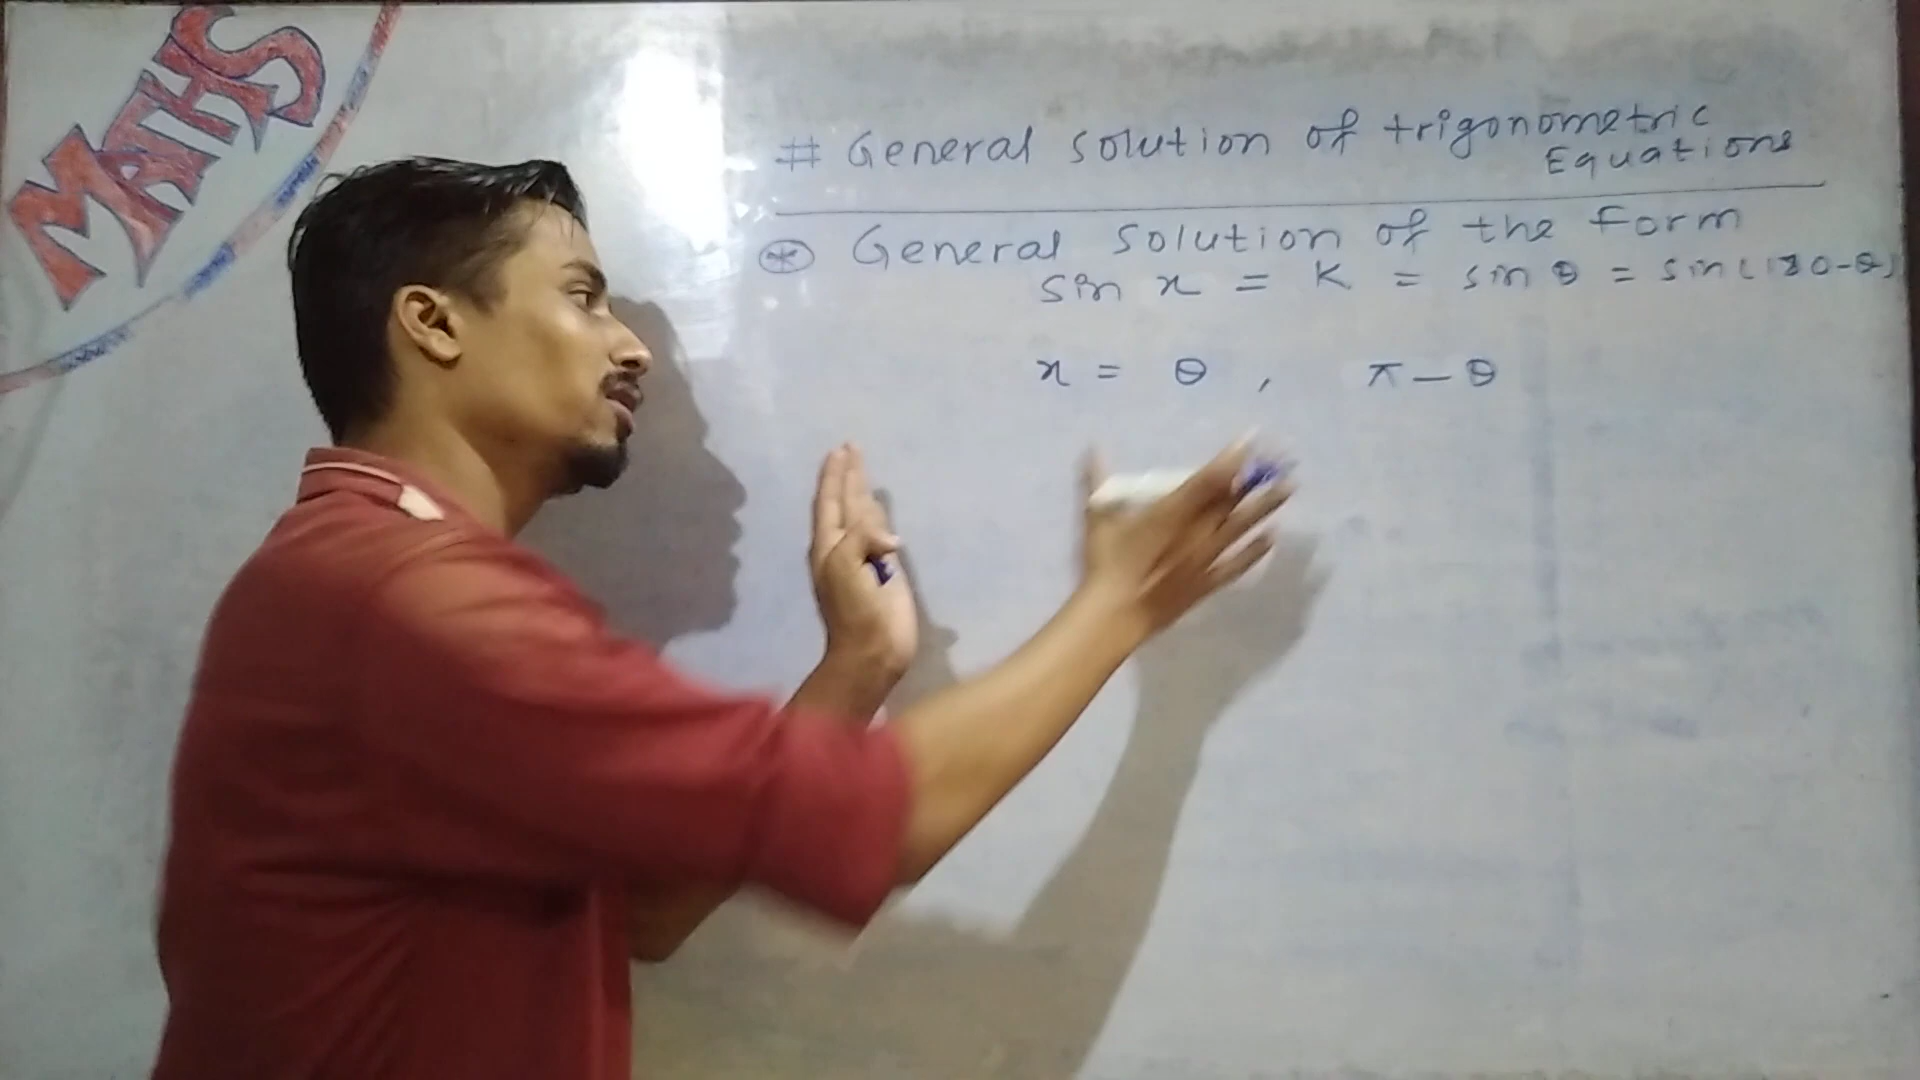 MATHS
# General solution of trigonometric
Equations
* General solution of the form
sin x = K = sin θ = sin(180-θ)
x = θ , π - θ